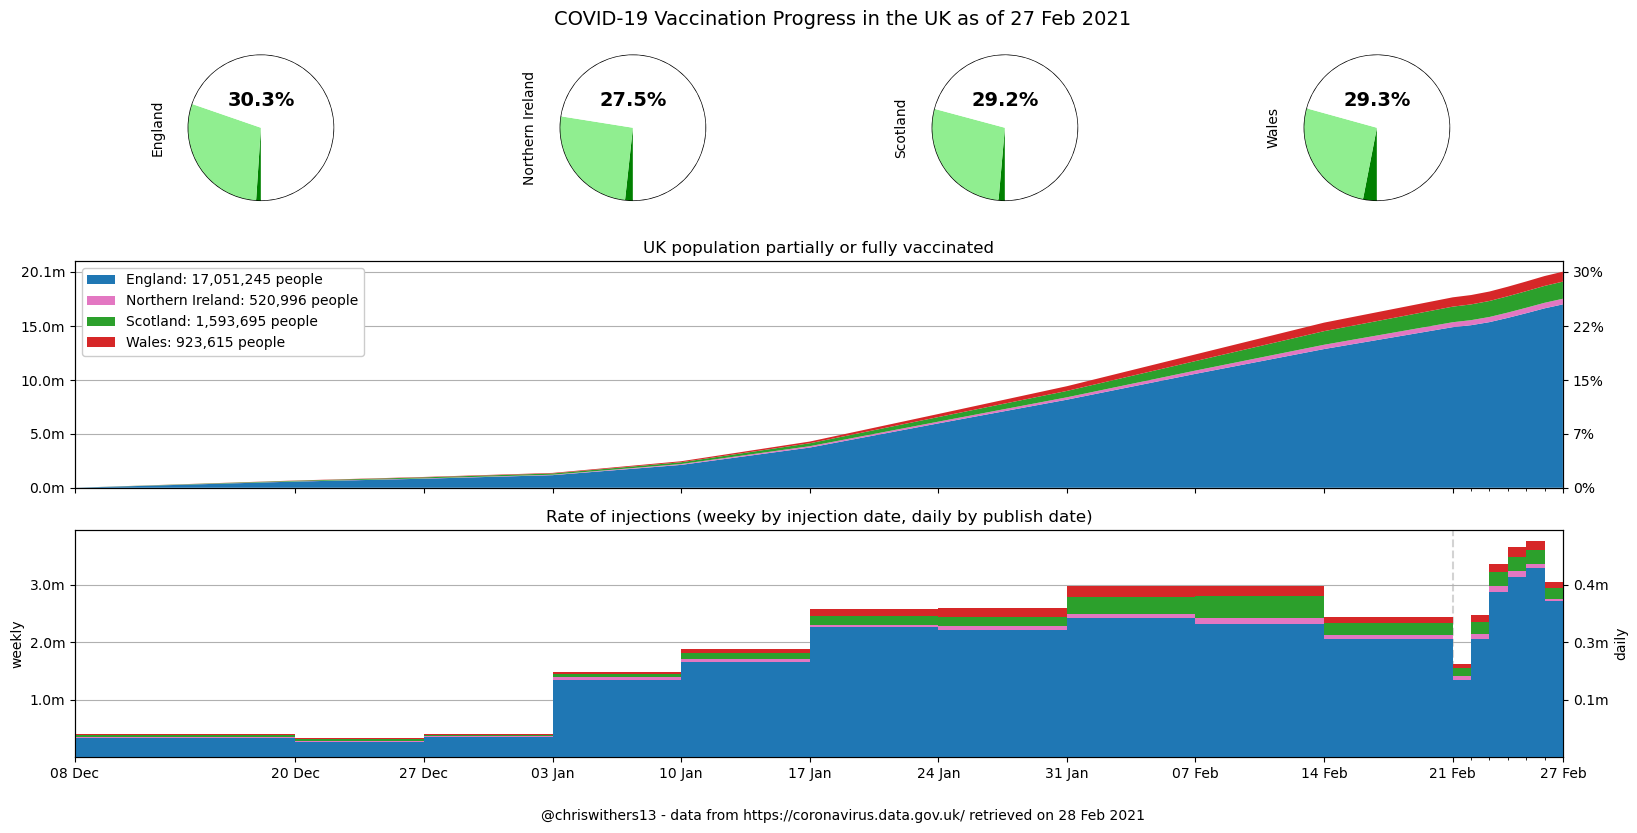 COVID-19 Vaccination Progress in the UK as of 27 Feb 2021
England
30.3%
Northern Ireland
27.5%
Scotland
29.2%
Wales
29.3%
UK population partially or fully vaccinated
20.1m
15.0m
10.0m
5.0m
0.0m
England: 17,051,245 people
Northern Ireland: 520,996 people
Scotland: 1,593,695 people
Wales: 923,615 people
30%
22%
15%
7%
0%
Rate of injections (weeky by injection date, daily by publish date)
weekly
3.0m
2.0m
1.0m
0.4m
0.3m
0.1m
daily
08 Dec
20 Dec
27 Dec
03 Jan
10 Jan
17 Jan
24 Jan
31 Jan
07 Feb
14 Feb
21 Feb
27 Feb
@chriswithers13 - data from https://coronavirus.data.gov.uk/ retrieved on 28 Feb 2021